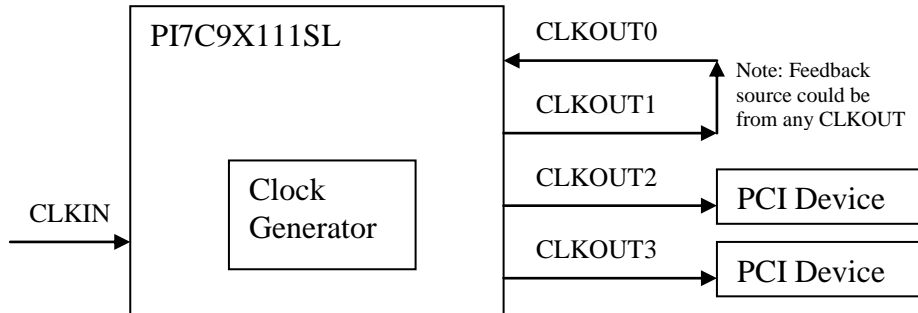 PI7C9X111SL
CLKOUT0
Note: Feedback
source could be
from any CLKOUT
CLKOUT1
Clock
Generator
CLKIN
CLKOUT2
PCI Device
CLKOUT3
PCI Device